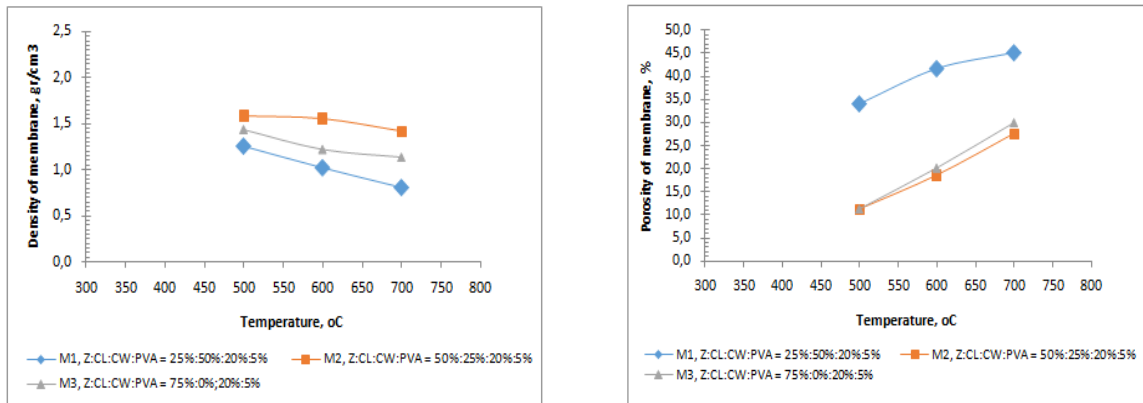 Density of membrane, gr/cm3
2,5
2,0
1,5
1,0
0,5
0,0
300 350 400 450 500 550 600 650 700 750 800
Temperature, oC
M1, Z:CL:CW:PVA = 25%:50%:20%:5%
M2, Z:CL:CW:PVA = 50%:25%:20%:5%
M3, Z:CL:CW:PVA = 75%:0%;20%:5%
Porosity of membrane, %
50,0
45,0
40,0
35,0
30,0
25,0
20,0
15,0
10,0
5,0
0,0
300 350 400 450 500 550 600 650 700 750 800
Temperature, oC
M1, Z:CL:CW:PVA = 25%:50%:20%:5%
M2, Z:CL:CW:PVA = 50%:25%:20%:5%
M3, Z:CL:CW:PVA = 75%:0%:20%:5%